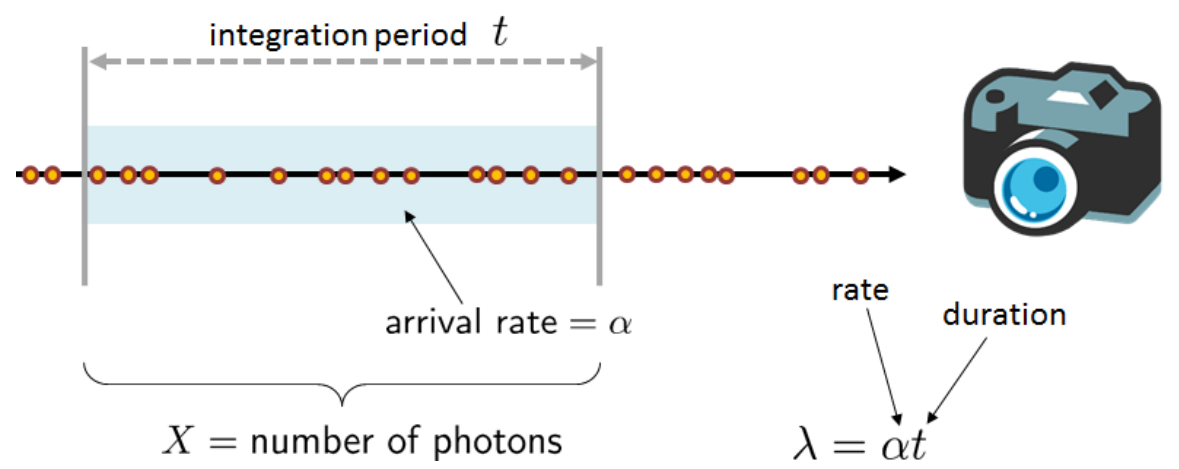 integration period t
arrival rate = α
X = number of photons
rate
duration
λ = αt